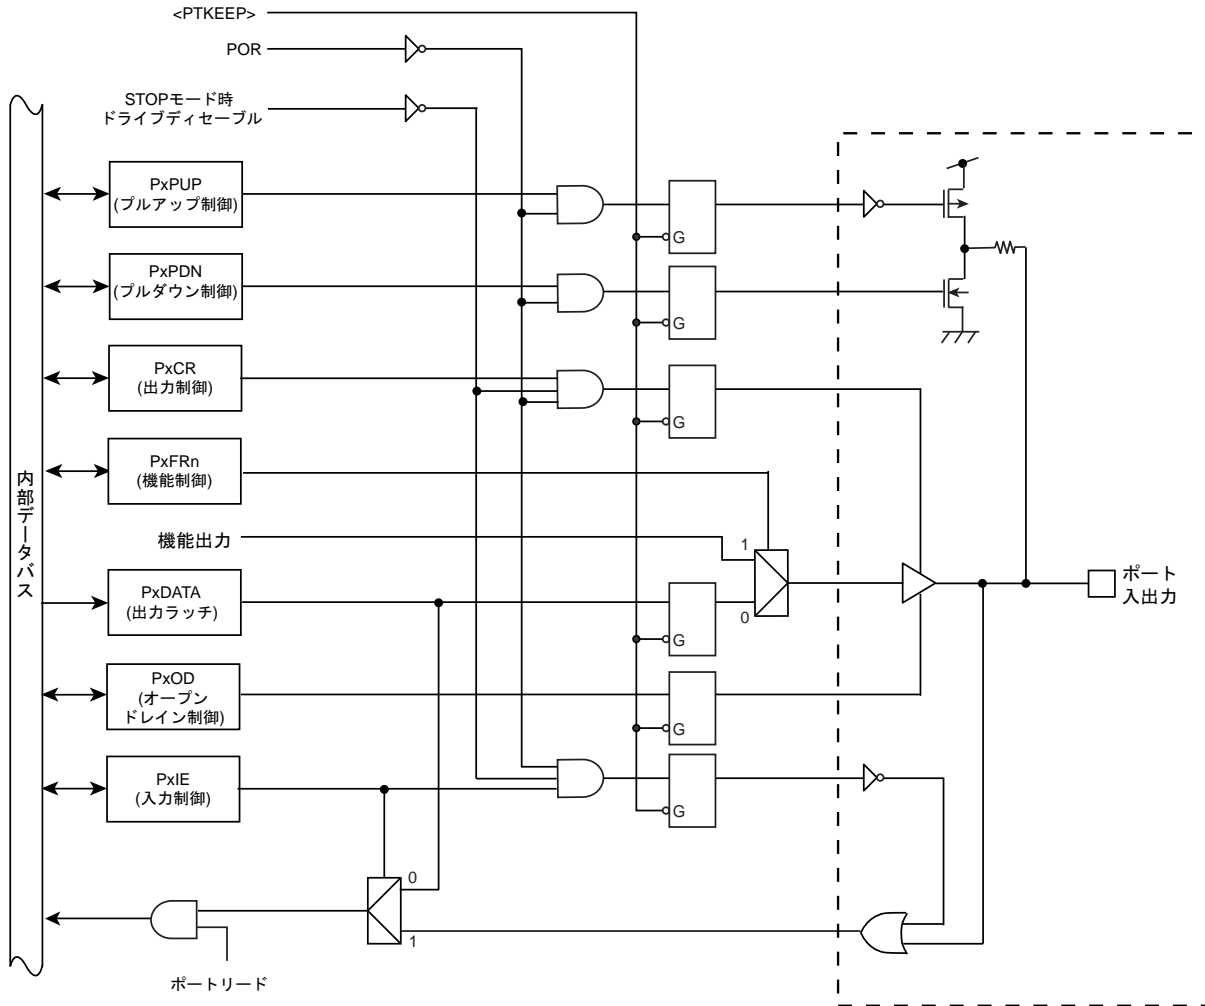 <PTKEEP>
POR
STOPモード時
ドライブディセーブル
PxPUP
(プルアップ制御)
G
PxPDN
(プルダウン制御)
G
PxCR
(出力制御)
G
PxFRn
(機能制御)
内部データバス
機能出力
1
0
PxDATA
(出力ラッチ)
G
ポート
入出力
PxOD
(オープン
ドレイン制御)
G
PxIE
(入力制御)
G
0
1
ポートリード